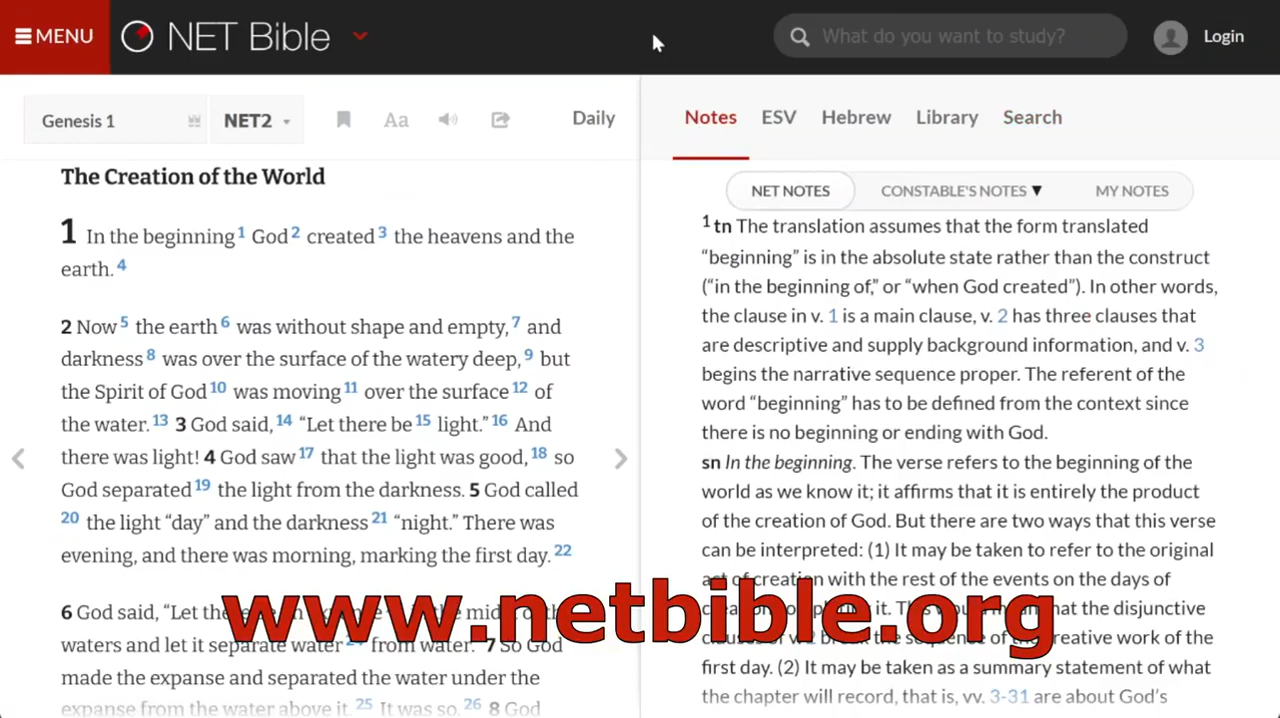 MENU NET Bible What do you want to study? Login
Genesis 1 NET2 Aa Daily
The Creation of the World
1 In the beginning 1 God 2 created 3 the heavens and the
earth. 4
2 Now 5 the earth 6 was without shape and empty, 7 and
darkness 8 was over the surface of the watery deep, 9 but
the Spirit of God 10 was moving 11 over the surface 12 of
the water. 13 3 God said, 14 “Let there be 15 light.” 16 And
there was light! 4 God saw 17 that the light was good, 18 so
God separated 19 the light from the darkness. 5 God called
20 the light “day” and the darkness 21 “night.” There was
evening, and there was morning, marking the first day. 22
6 God said, “Let the
waters and let it separate water from water. 7 So God
made the expanse and separated the water under the
expanse from the water above it. 25 It was so. 26 8 God
Notes ESV Hebrew Library Search
NET NOTES CONSTABLE'S NOTES ▼ MY NOTES
1 tn The translation assumes that the form translated
“beginning” is in the absolute state rather than the construct
(“in the beginning of,” or “when God created”). In other words,
the clause in v. 1 is a main clause, v. 2 has three clauses that
are descriptive and supply background information, and v. 3
begins the narrative sequence proper. The referent of the
word “beginning” has to be defined from the context since
there is no beginning or ending with God.
sn In the beginning. The verse refers to the beginning of the
world as we know it; it affirms that it is entirely the product
of the creation of God. But there are two ways that this verse
can be interpreted: (1) It may be taken to refer to the original
act of creation with the rest of the events on the days of
it. that the disjunctive
creative work of the
first day. (2) It may be taken as a summary statement of what
the chapter will record, that is, vv. 3-31 are about God’s
www.netbible.org